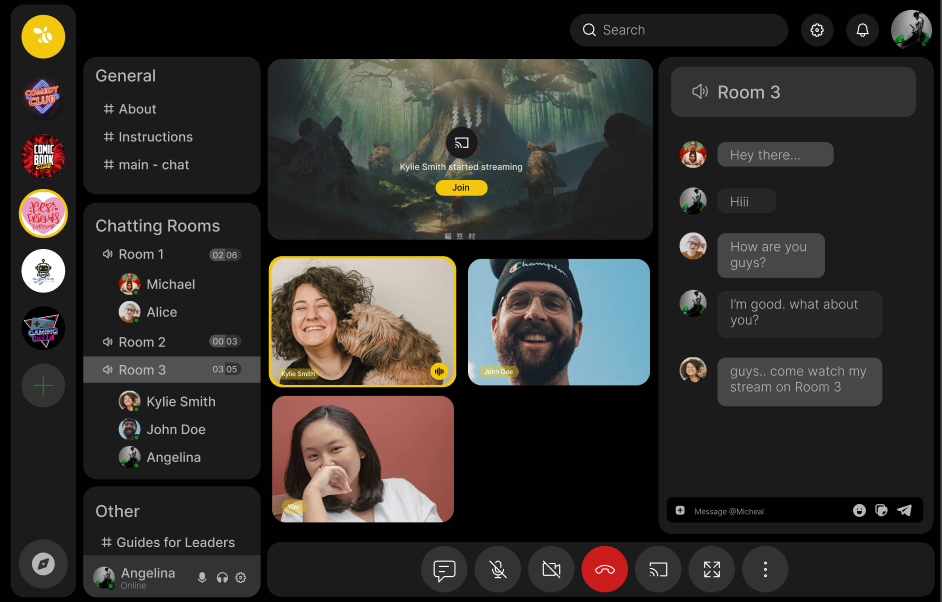 Search
COMEDY
CLUB
COMIC
BOOK
CLUB
Best
Friends
GAMING
General
# About
# Instructions
# main - chat
Chatting Rooms
Room 1
02 06
Michael
Alice
Room 2
00 03
Room 3
03 05
Kylie Smith
John Doe
Angelina
Other
# Guides for Leaders
Angelina
Online
Kylie Smith started streaming
Join
Kylie Smith
Champion
John Doe
You
Room 3
Hey there...
Hiii
How are you
guys?
I'm good. what about
you?
guys.. come watch my
stream on Room 3
Message @Micheal